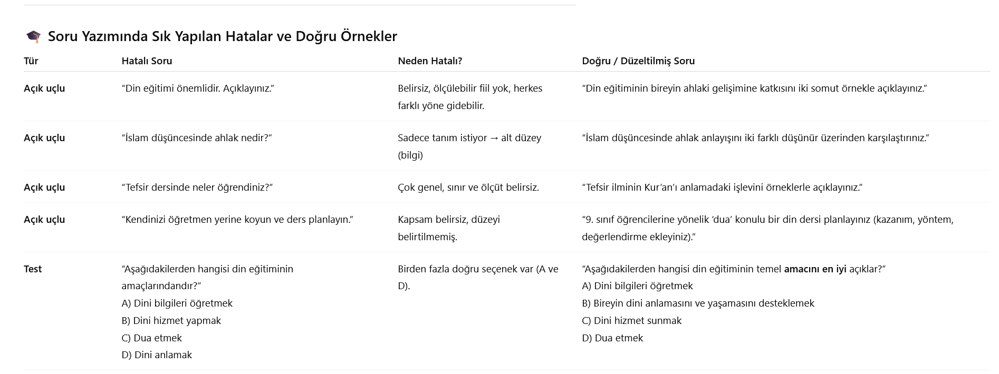 🎓 Soru Yazımında Sık Yapılan Hatalar ve Doğru Örnekler
Tür Hatalı Soru Neden Hatalı? Doğru / Düzeltilmiş Soru
Açık uçlu “Din eğitimi önemlidir. Açıklayınız.” Belirsiz, ölçülebilir fiil yok, herkes “Din eğitiminin bireyin ahlaki gelişimine katkısını iki somut örnekle açıklayınız.”
farklı yöne gidebilir.
Açık uçlu “İslam düşüncesinde ahlak nedir?” Sadece tanım istiyor → alt düzey “İslam düşüncesinde ahlak anlayışını iki farklı düşünür üzerinden karşılaştırınız.”
(bilgi)
Açık uçlu “Tefsir dersinde neler öğrendiniz?” Çok genel, sınır ve ölçüt belirsiz. “Tefsir ilminin Kur’an’ı anlamadaki işlevini örneklerle açıklayınız.”
Açık uçlu “Kendinizi öğretmen yerine koyun ve ders planlayın.” Kapsam belirsiz, düzeyi “9. sınıf öğrencilerine yönelik ‘dua’ konulu bir din dersi planlayınız (kazanım, yöntem,
belirtilmemiş. değerlendirme ekleyiniz).”
Test “Aşağıdakilerden hangisi din eğitiminin Birden fazla doğru seçenek var (A ve “Aşağıdakilerden hangisi din eğitiminin temel amacını en iyi açıklar?”
amaçlarındandır?” D). A) Dini bilgileri öğretmek
A) Dini bilgileri öğretmek B) Bireyin dini anlamasını ve yaşamasını desteklemek
B) Dini hizmet yapmak C) Dini hizmet sunmak
C) Dua etmek D) Dua etmek
D) Dini anlamak